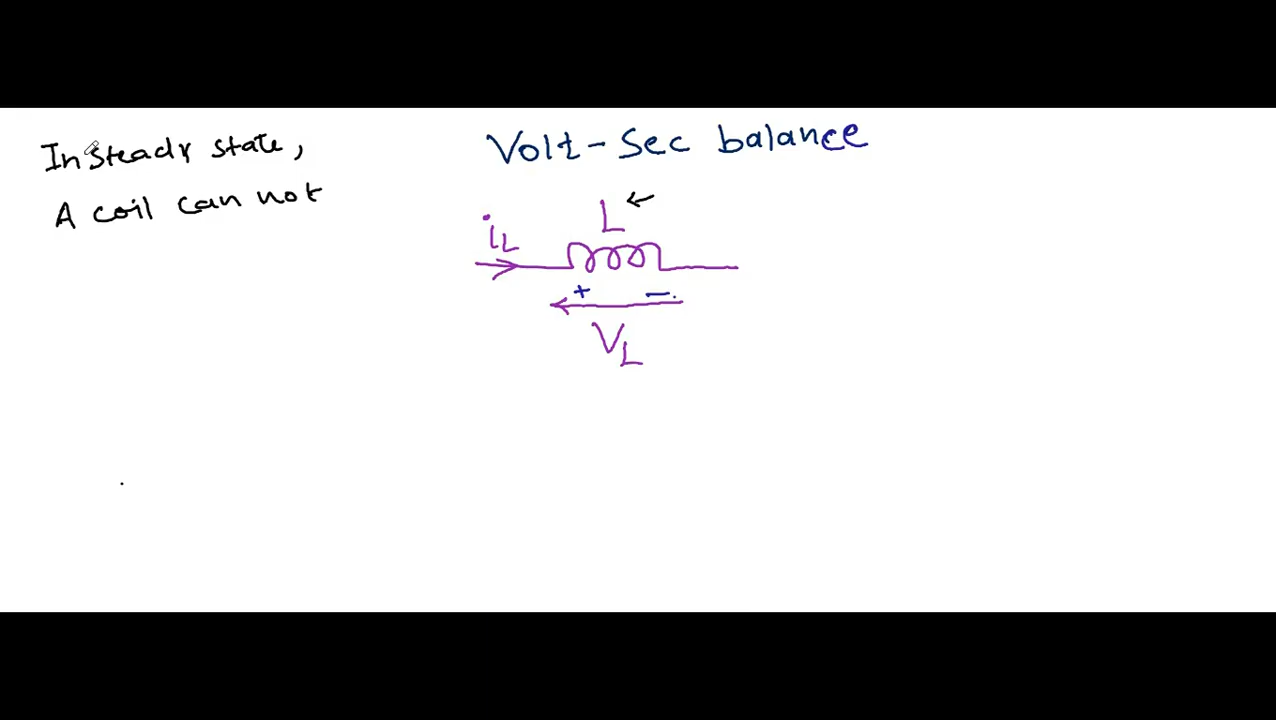 Volt-Sec balance
In steady state,
A coil can not
L
iL
+ -
VL